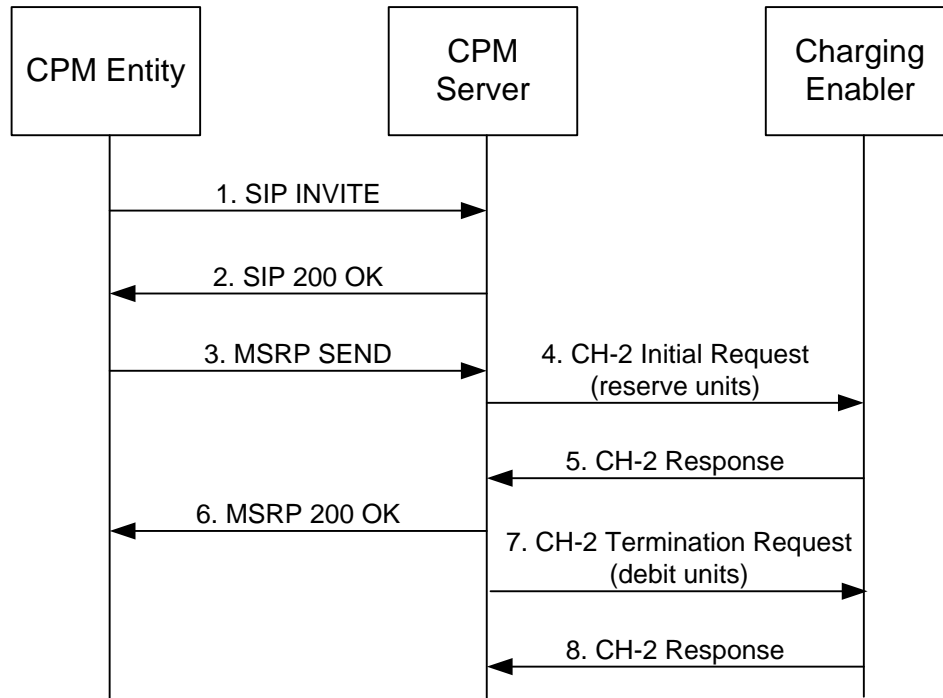 CPM Entity
CPM
Server
Charging
Enabler
1. SIP INVITE
2. SIP 200 OK
3. MSRP SEND
4. CH-2 Initial Request
(reserve units)
5. CH-2 Response
6. MSRP 200 OK
7. CH-2 Termination Request
(debit units)
8. CH-2 Response